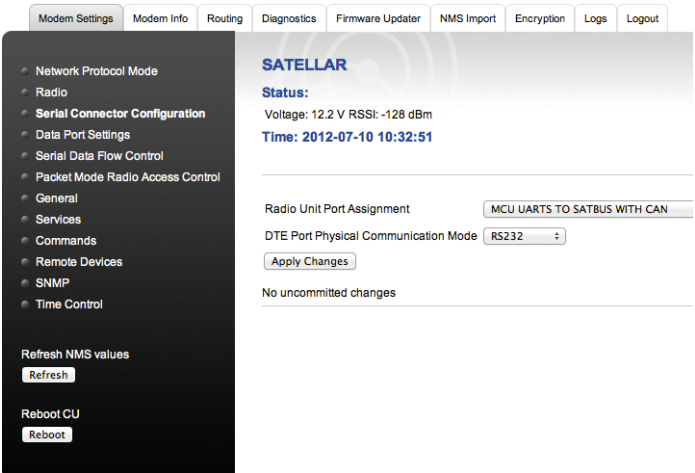 Modem Settings Modem Info Routing Diagnostics Firmware Updater NMS Import Encryption Logs Logout
Network Protocol Mode
Radio
Serial Connector Configuration
Data Port Settings
Serial Data Flow Control
Packet Mode Radio Access Control
General
Services
Commands
Remote Devices
SNMP
Time Control
Refresh NMS values
Refresh
Reboot CU
Reboot
SATELLAR
Status:
Voltage: 12.2 V RSSI: -128 dBm
Time: 2012-07-10 10:32:51
Radio Unit Port Assignment MCU UARTS TO SATBUS WITH CAN
DTE Port Physical Communication Mode RS232
Apply Changes
No uncommitted changes